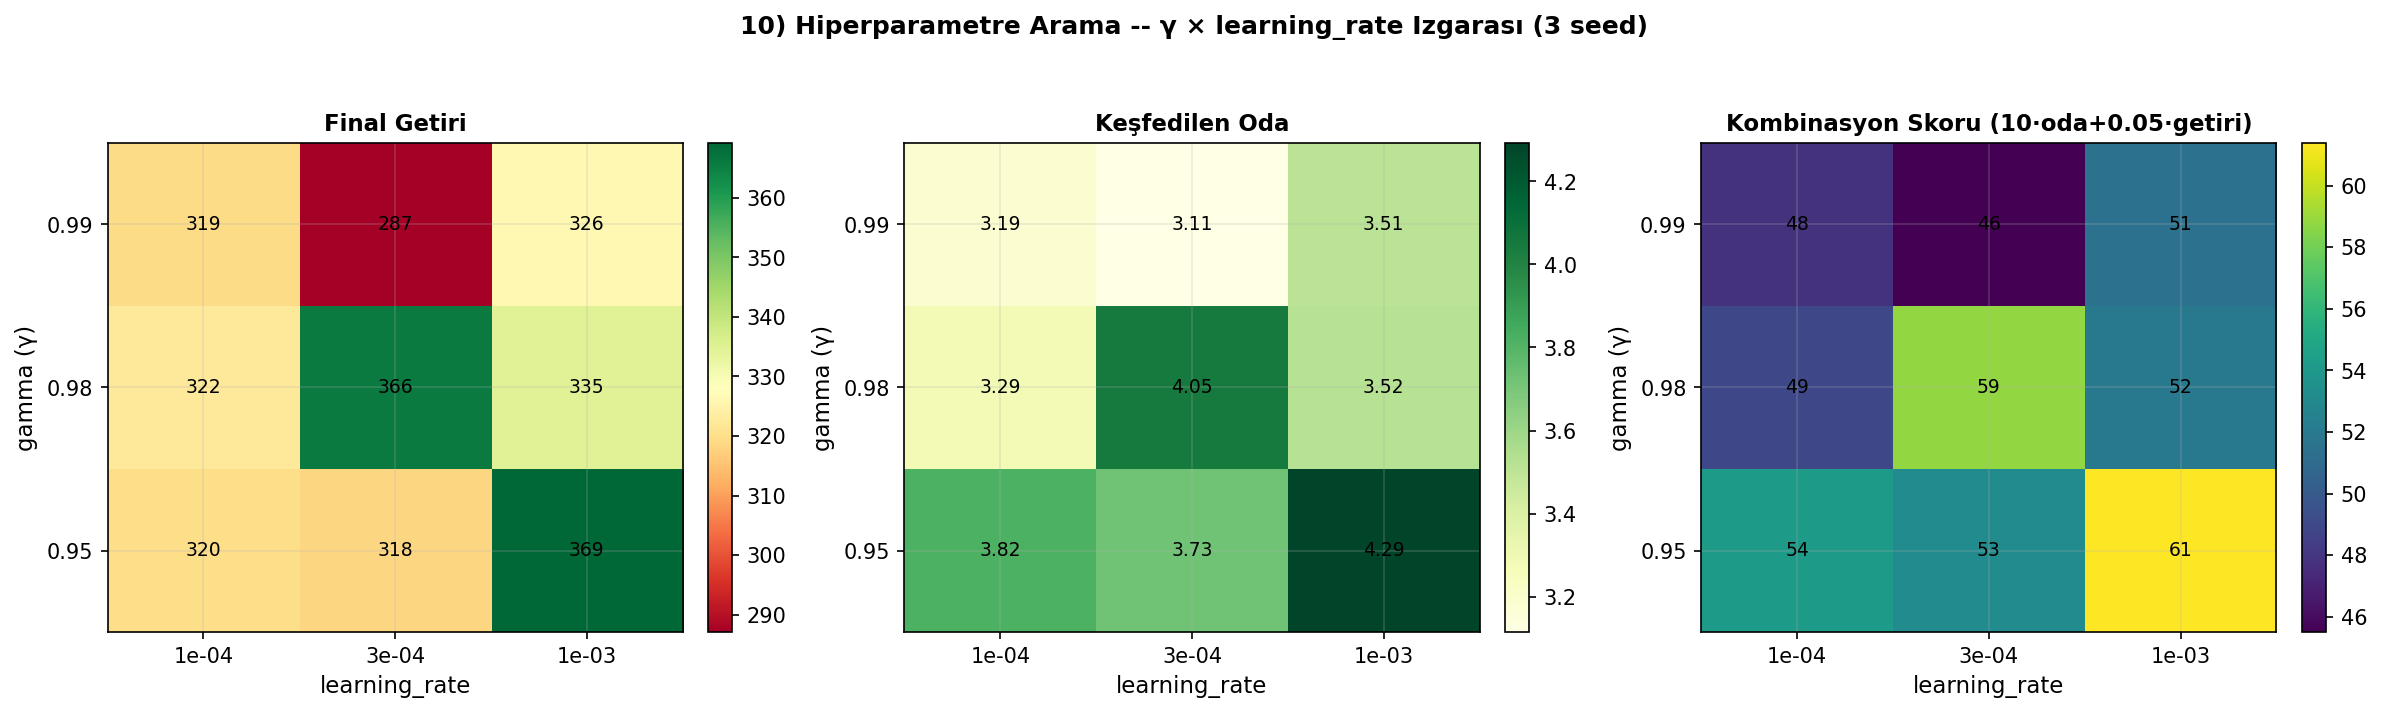 10) Hiperparametre Arama -- γ × learning_rate Izgarası (3 seed)
Final Getiri
gamma (γ)
0.99
0.98
0.95
319 287 326
322 366 335
320 318 369
1e-04 3e-04 1e-03
learning_rate
360
350
340
330
320
310
300
290
Keşfedilen Oda
gamma (γ)
0.99
0.98
0.95
3.19 3.11 3.51
3.29 4.05 3.52
3.82 3.73 4.29
1e-04 3e-04 1e-03
learning_rate
4.2
4.0
3.8
3.6
3.4
3.2
Kombinasyon Skoru (10·oda+0.05·getiri)
gamma (γ)
0.99
0.98
0.95
48 46 51
49 59 52
54 53 61
1e-04 3e-04 1e-03
learning_rate
60
58
56
54
52
50
48
46